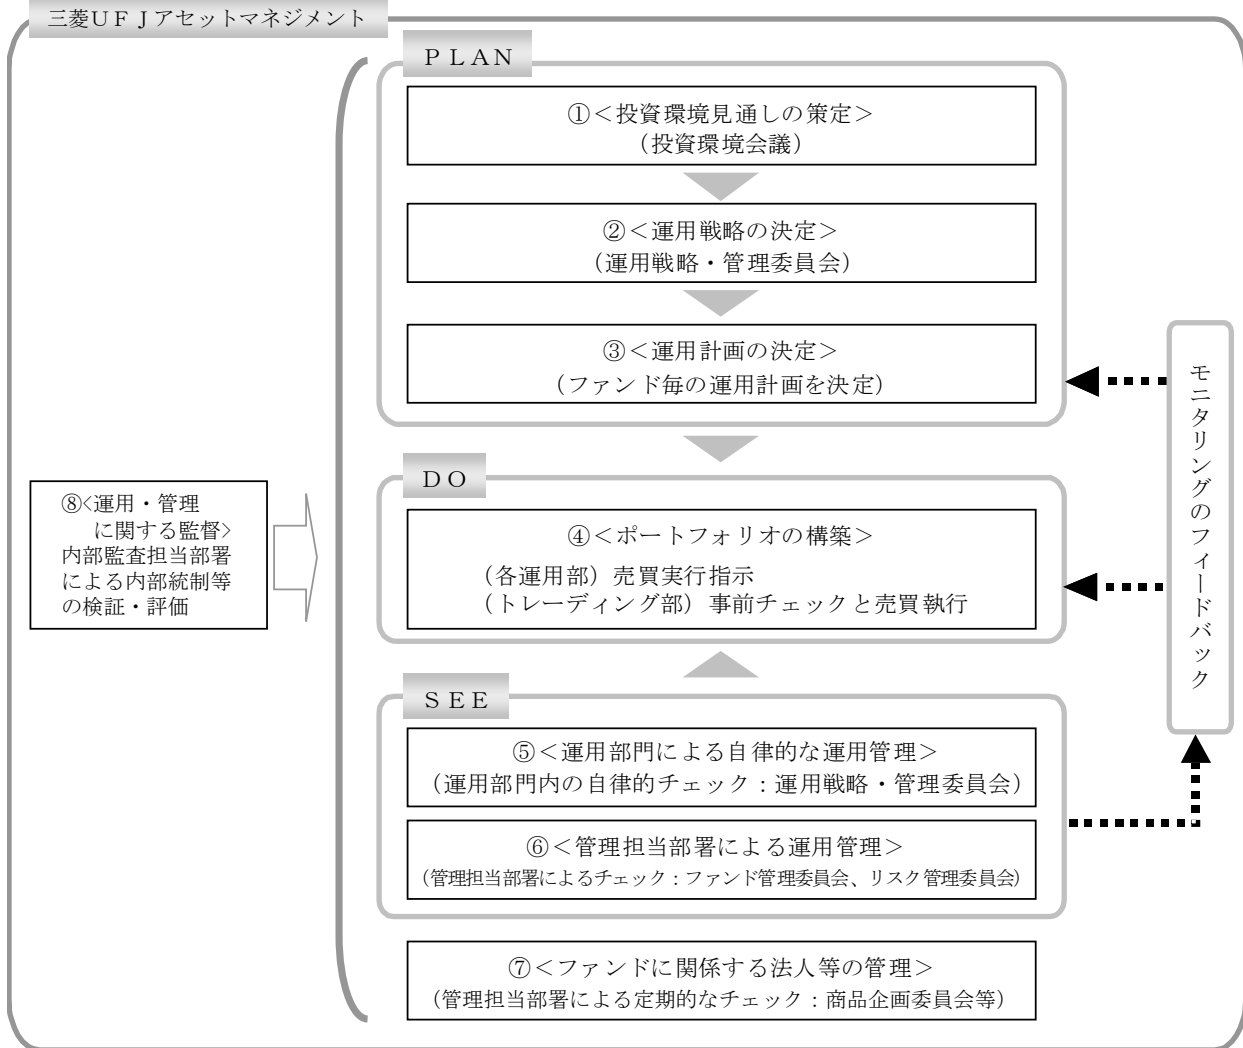 三菱ＵＦＪアセットマネジメント
ＰＬＡＮ
①＜投資環境見通しの策定＞
（投資環境会議）
②＜運用戦略の決定＞
（運用戦略・管理委員会）
③＜運用計画の決定＞
（ファンド毎の運用計画を決定）
ＤＯ
④＜ポートフォリオの構築＞
（各運用部）売買実行指示
（トレーディング部）事前チェックと売買執行
ＳＥＥ
⑤＜運用部門による自律的な運用管理＞
（運用部門内の自律的チェック：運用戦略・管理委員会）
⑥＜管理担当部署による運用管理＞
（管理担当部署によるチェック：ファンド管理委員会、リスク管理委員会）
⑦＜ファンドに関係する法人等の管理＞
（管理担当部署による定期的なチェック：商品企画委員会等）
⑧<運用・管理
に関する監督>
内部監査担当部署
による内部統制等
の検証・評価
モニタリングのフィードバック